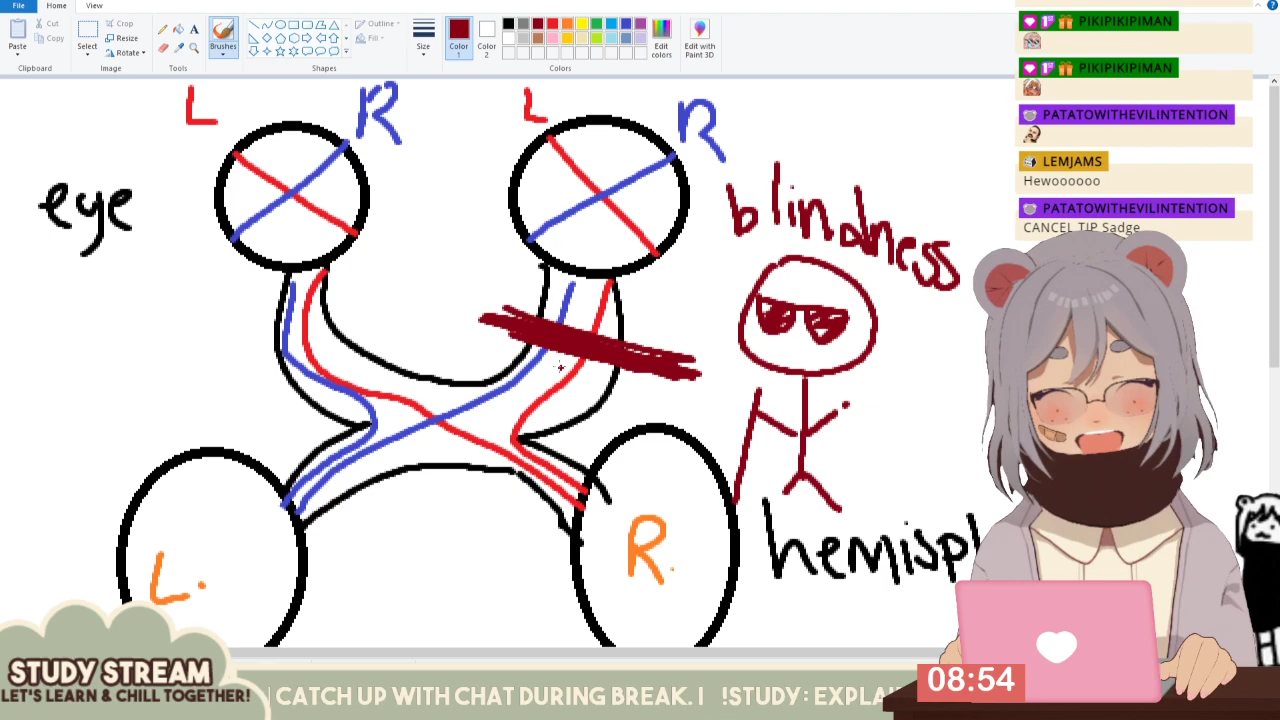 File
Home
View
Paste
Cut
Copy
Clipboard
Select
Crop
Resize
Rotate
Image
A
Tools
Brushes
Outline
Fill
Shapes
Size
Color
1
Color
2
Edit
colors
Edit with
Paint 3D
Colors
PIKIPIKIPIMAN
PIKIPIKIPIMAN
PATATOWITHEVILINTENTION
LEMJAMS
Hewoooooo
PATATOWITHEVILINTENTION
CANCEL TIP Sadge
L
R
L
R
eye
blindness
L.
R.
STUDY STREAM
LET'S LEARN & CHILL TOGETHER!
CATCH UP WITH CHAT DURING BREAK. | !STUDY: 
08:54